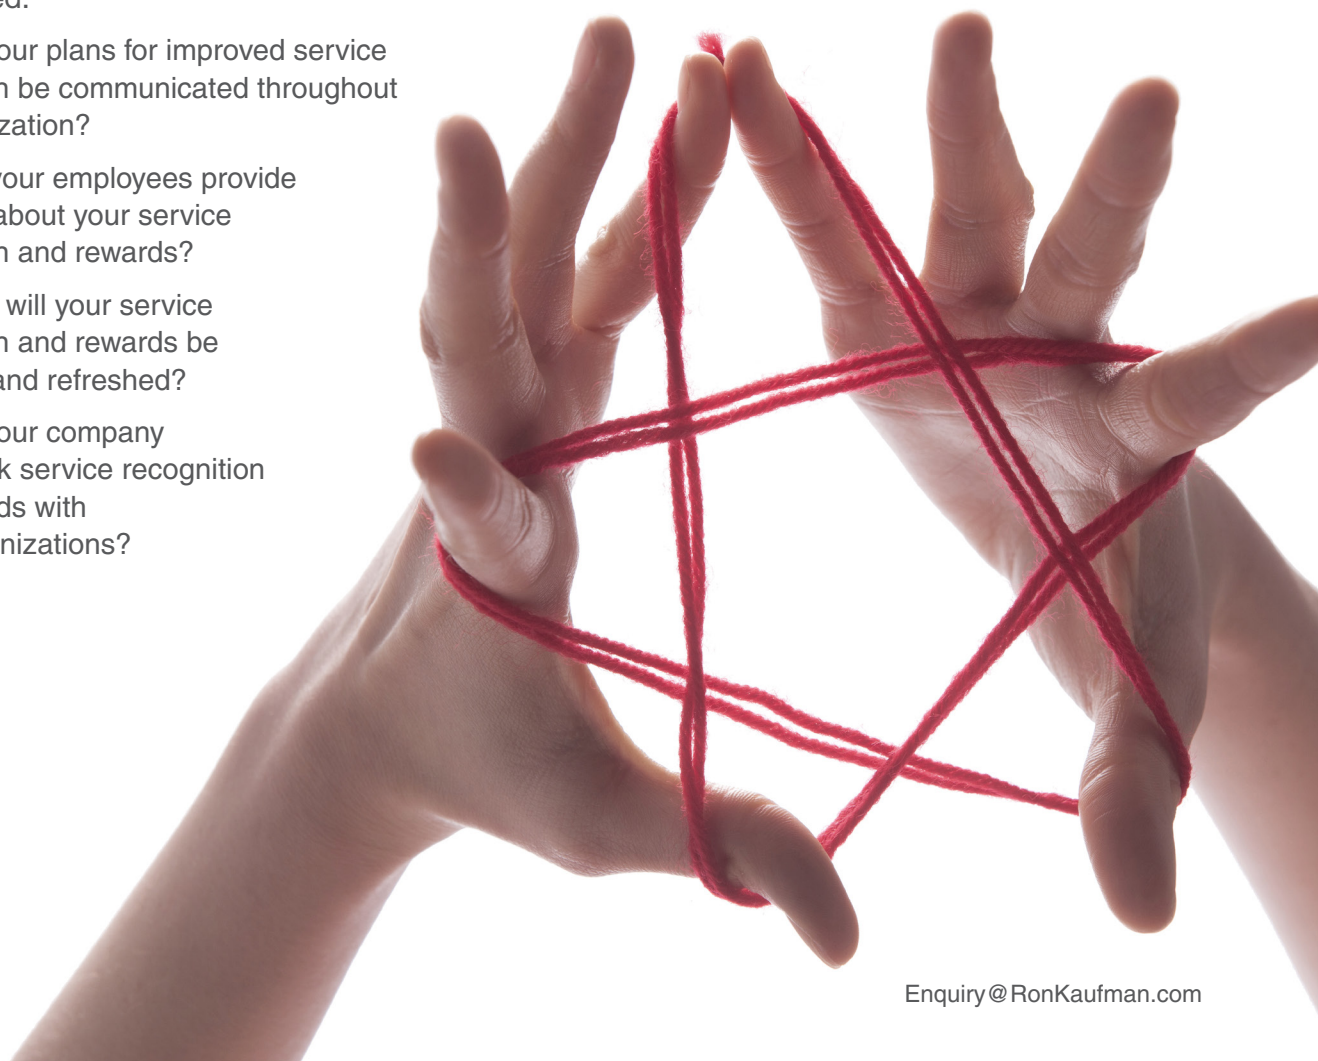 ed.
our plans for improved service
n be communicated throughout
zation?
your employees provide
about your service
n and rewards?
will your service
n and rewards be
and refreshed?
our company
k service recognition
ds with
nizations?
Enquiry@RonKaufman.com